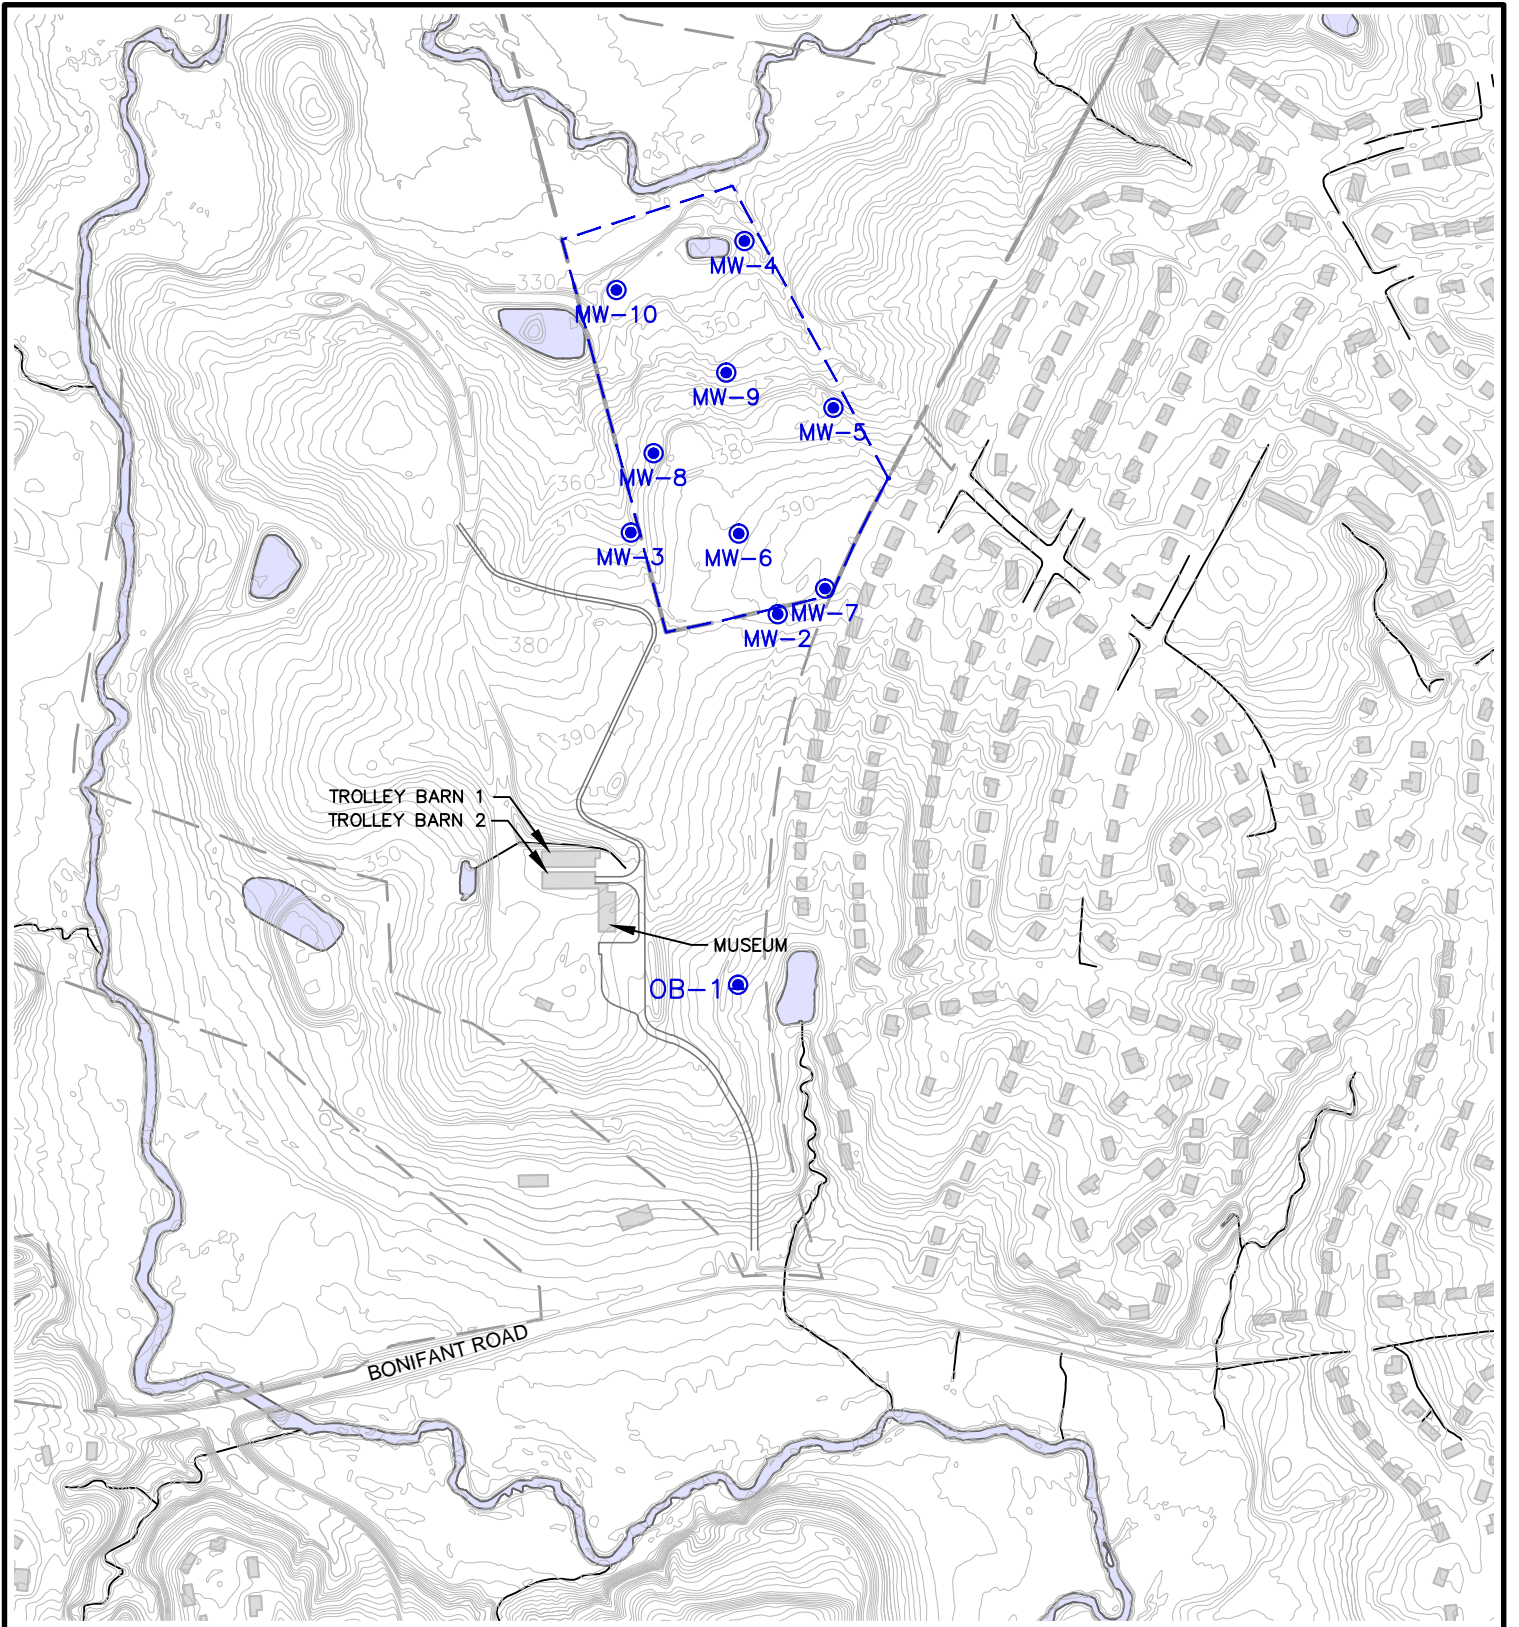 MW-4
330
MW-10
350
MW-9
MW-5
380
MW-8
360
390
370
MW-3
MW-6
MW-7
MW-2
380
390
TROLLEY BARN 1
TROLLEY BARN 2
350
MUSEUM
OB-1
BONIFANT ROAD